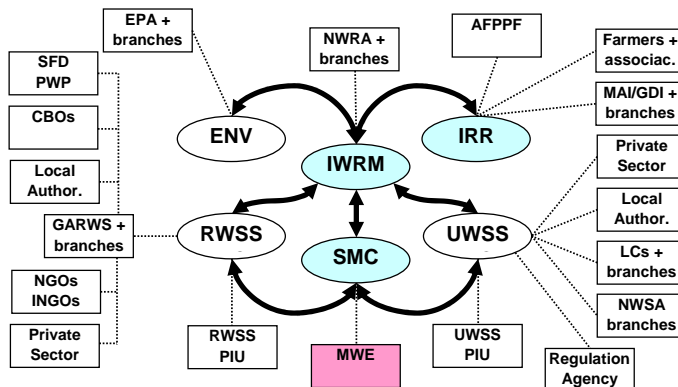 EPA +
branches
NWRA +
branches
AFPPF
Farmers +
associac.
SFD
PWP
MAI/GDI +
branches
CBOs
ENV
IRR
Private
Sector
IWRM
Local
Author.
Local
Author.
GARWS +
branches
RWSS
UWSS
LCs +
branches
SMC
NGOs
INGOs
NWSA
branches
Private
Sector
RWSS
PIU
MWE
UWSS
PIU
Regulation
Agency